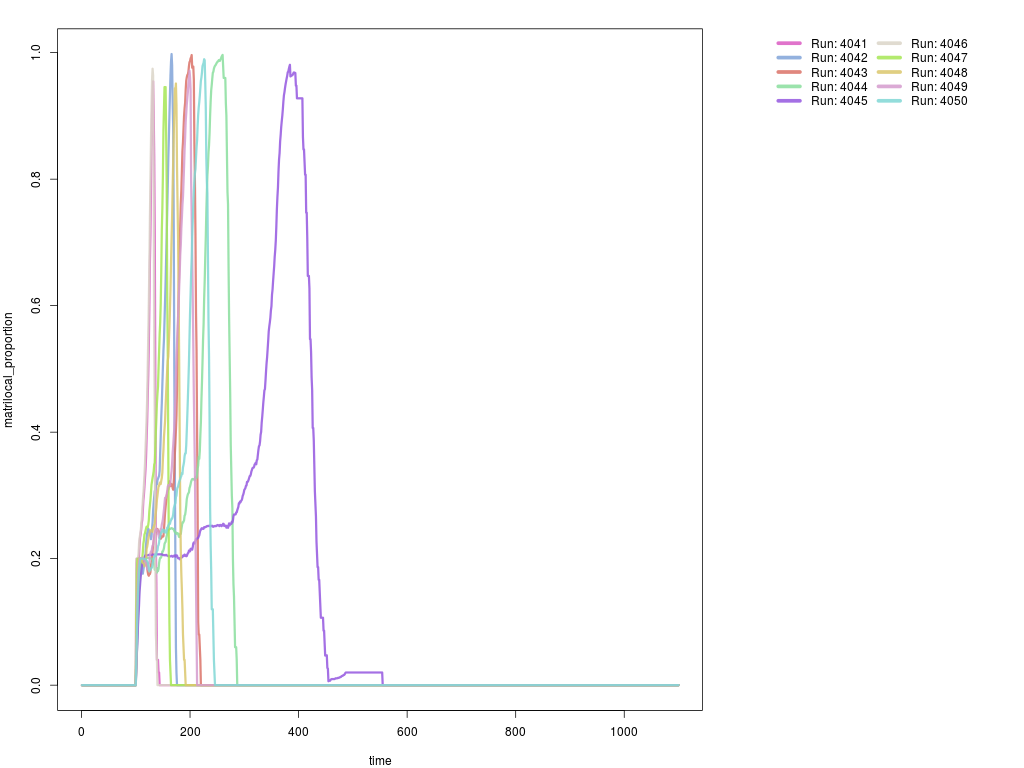 Run: 4041 Run: 4046
Run: 4042 Run: 4047
Run: 4043 Run: 4048
Run: 4044 Run: 4049
Run: 4045 Run: 4050
matrilocal_proportion
1.0
0.8
0.6
0.4
0.2
0.0
0 200 400 600 800 1000
time